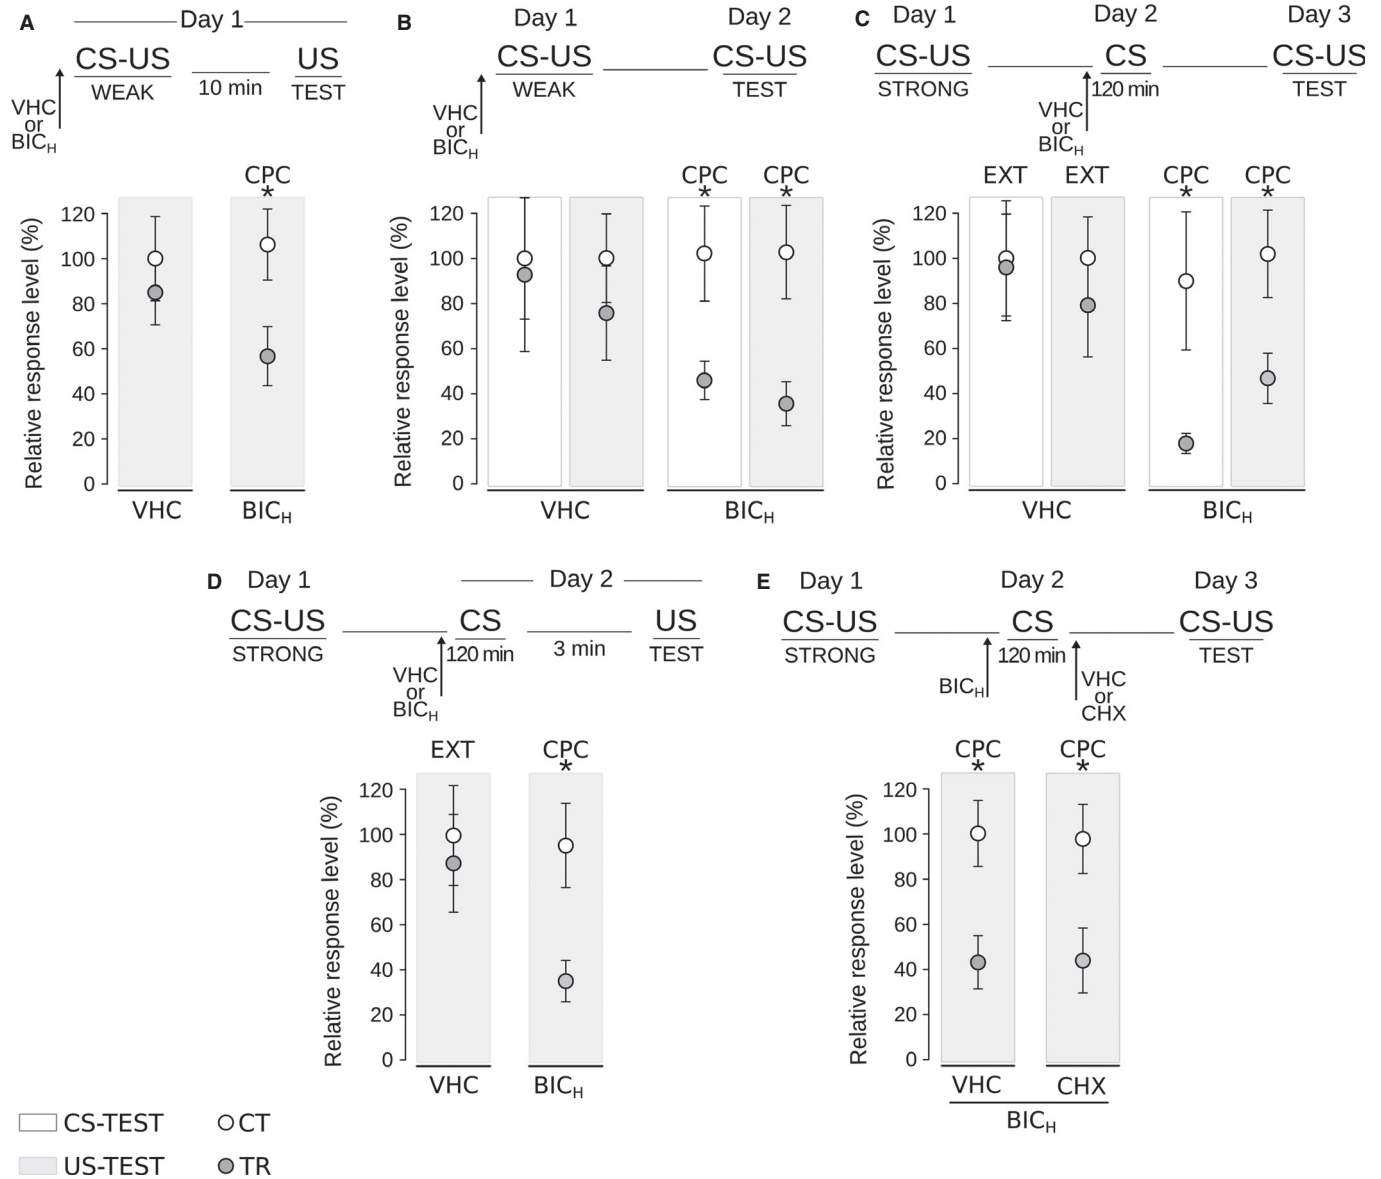 A
Day 1
CS-US
US
WEAK
10 min
TEST
VHC
or
BICH
CPC
*
Relative response level (%)
120
100
80
60
40
20
0
VHC
BICH
B
Day 1
Day 2
CS-US
CS-US
WEAK
TEST
VHC
or
BICH
CPC
CPC
*
*
Relative response level (%)
120
100
80
60
40
20
0
VHC
BICH
C
Day 1
Day 2
Day 3
CS-US
CS
CS-US
STRONG
120 min
TEST
VHC
or
BICH
EXT
EXT
CPC
CPC
*
*
Relative response level (%)
120
100
80
60
40
20
0
VHC
BICH
D
Day 1
Day 2
CS-US
CS
US
STRONG
120 min
3 min
TEST
VHC
or
BICH
EXT
CPC
*
Relative response level (%)
120
100
80
60
40
20
0
VHC
BICH
E
Day 1
Day 2
Day 3
CS-US
CS
CS-US
STRONG
120 min
TEST
BICH
VHC
or
CHX
CPC
CPC
*
*
Relative response level (%)
120
100
80
60
40
20
0
VHC
CHX
BICH
CS-TEST
CT
US-TEST
TR